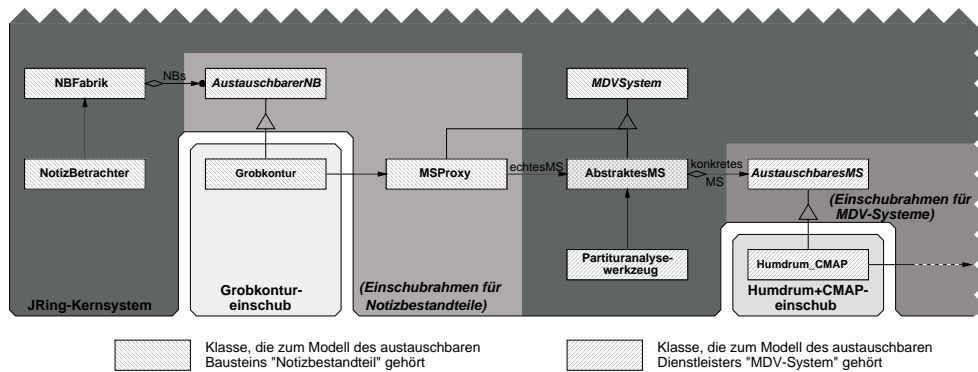 NBFabrik
NBs
AustauschbarerNB
MDVSystem
NotizBetrachter
Grobkontur
MSProxy
echtesMS
AbstraktesMS
konkretes
MS
AustauschbaresMS
(Einschubrahmen für
MDV-Systeme)
Partituranalyse-
werkzeug
Humdrum_CMAP
JRing-Kernsystem
Grobkontur-
einschub
(Einschubrahmen für
Notizbestandteile)
Humdrum+CMAP-
einschub
Klasse, die zum Modell des austauschbaren
Bausteins "Notizbestandteil" gehört
Klasse, die zum Modell des austauschbaren
Dienstleisters "MDV-System" gehört